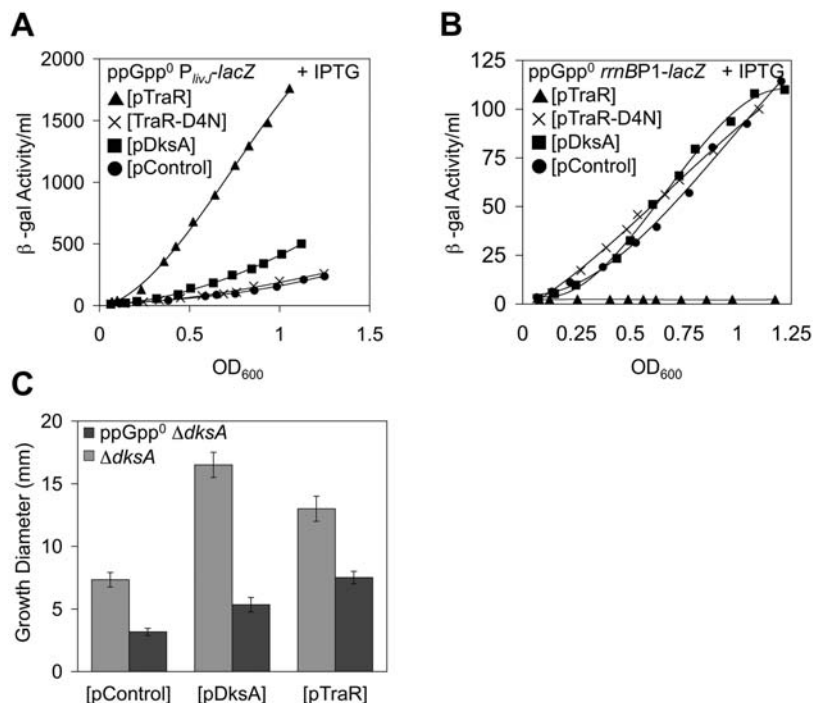 A
ppGpp⁰ PlivJ-lacZ + IPTG
[pTraR]
[TraR-D4N]
[pDksA]
[pControl]
β -gal Activity/ml
2000
1500
1000
500
0
0 0.5 1 1.5
OD₆₀₀
B
ppGpp⁰ rrnBP1-lacZ + IPTG
[pTraR]
[pTraR-D4N]
[pDksA]
[pControl]
β -gal Activity/ml
125
100
75
50
25
0
0 0.25 0.5 0.75 1 1.25
OD₆₀₀
C
ppGpp⁰ ΔdksA
ΔdksA
Growth Diameter (mm)
20
15
10
5
0
[pControl] [pDksA] [pTraR]